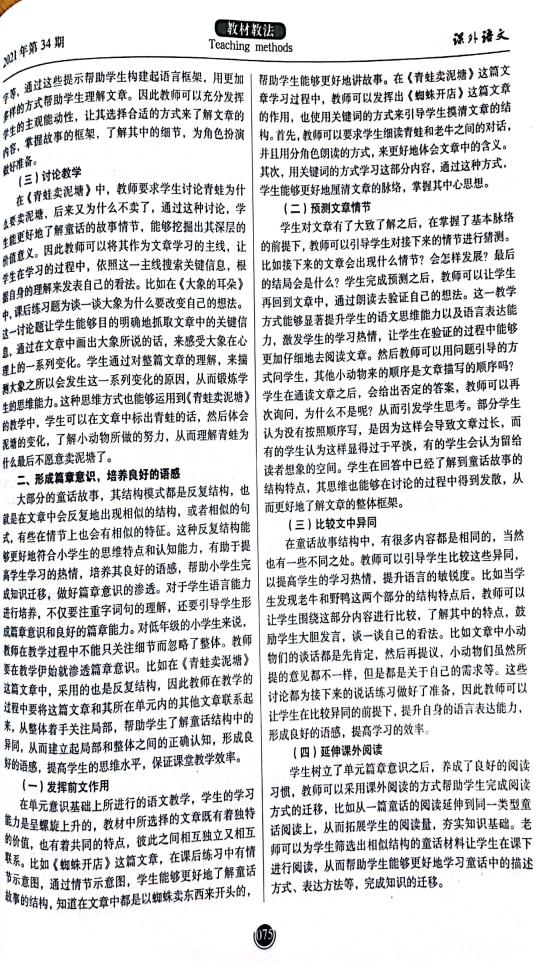 2021 年第 34 期
教材教法
Teaching methods
课外语文
字等，通过这些提示帮助学生构建起语言框架，用更加
多样的方式帮助学生理解文章。因此教师可以充分发挥
学生的主观能动性，让其选择合适的方式来了解文章的
内容，掌握故事的框架，了解其中的细节，为角色扮演
做好准备。
（三）讨论教学
在《青蛙卖泥塘》中，教师要求学生讨论青蛙为什
么要卖泥塘，后来又为什么不卖了，通过这种讨论，学
生能更好地了解童话的故事情节，能够挖掘出其深层的
价值意义。因此教师可以将其作为文章学习的主线，让
学生在学习的过程中，依照这一主线搜索关键信息，根
据自身的理解来发表自己的看法。比如在《大象的耳朵》
中，课后练习题为谈一谈大象为什么要改变自己的想法。
这一讨论题让学生能够目的明确地抓取文章中的关键信
息，通过在文章中画出大象所说的话，来感受大象在心
理上的一系列变化。学生通过对整篇文章的理解，来揣
测大象之所以会发生这一系列变化的原因，从而锻炼学
生的思维能力。这种思维方式也能够运用到《青蛙卖泥塘》
的教学中，学生可以在文章中标出青蛙的话，然后体会
泥塘的变化，了解小动物所做的努力，从而理解青蛙为
什么最后不愿意卖泥塘了。
二、形成篇章意识，培养良好的语感
大部分的童话故事，其结构模式都是反复结构，也
就是在文章中会反复地出现相似的结构，或者相似的句
式，有些在情节上也会有相似的特征。这种反复结构能
够更好地符合小学生的思维特点和认知能力，有助于提
高学生学习的热情，培养其良好的语感，帮助小学生完
成知识迁移，做好篇章意识的渗透。对于学生语言能力
进行培养，不仅要注重字词句的理解，还要引导学生形
成篇章意识和良好的篇章能力。对低年级的小学生来说，
教师在教学过程中不能只关注细节而忽略了整体。教师
要在教学伊始就渗透篇章意识。比如在《青蛙卖泥塘》
这篇文章中，采用的也是反复结构，因此教师在教学的
过程中要将这篇文章和其所在单元内的其他文章联系起
来，从整体着手关注局部，帮助学生了解童话结构中的
异同，从而建立起局部和整体之间的正确认知，形成良
好的语感，提高学生的思维水平，保证课堂教学效率。
（一）发挥前文作用
在单元意识基础上所进行的语文教学，学生的学习
能力是呈螺旋上升的，教材中所选择的文章既有着独特
的价值，也有着共同的特点，彼此之间相互独立又相互
联系。比如《蜘蛛开店》这篇文章，在课后练习中有情
节示意图，通过情节示意图，学生能够更好地了解童话
故事的结构，知道在文章中都是以蜘蛛卖东西来开头的，
帮助学生能够更好地讲故事。在《青蛙卖泥塘》这篇文
章学习过程中，教师可以发挥出《蜘蛛开店》这篇文章
的作用，也使用关键词的方式来引导学生摸清文章的结
构。首先，教师可以要求学生细读青蛙和老牛之间的对话，
并且用分角色朗读的方式，来更好地体会文章中的含义。
其次，用关键词的方式学习这部分内容，通过这种方式，
学生能够更好地厘清文章的脉络，掌握其中心思想。
（二）预测文章情节
学生对文章有了大致了解之后，在掌握了基本脉络
的前提下，教师可以引导学生对接下来的情节进行猜测。
比如接下来的文章会出现什么情节？会怎样发展？最后
的结局会是什么？学生完成预测之后，教师可以让学生
再回到文章中，通过朗读去验证自己的想法。这一教学
方式能够显著提升学生的语文思维能力以及语言表达能
力，激发学生的学习热情，让学生在验证的过程中能够
更加仔细地去阅读文章。然后教师可以用问题引导的方
式问学生，其他小动物来的顺序是文章描写的顺序吗？
学生在通读文章之后，会给出否定的答案，教师可以再
次询问，为什么不是呢？从而引发学生思考。部分学生
认为没有按照顺序写，是因为这样会导致文章过长，而
有的学生认为这样显得过于平淡，有的学生会认为留给
读者想象的空间。学生在回答中已经了解到童话故事的
结构特点，其思维也能够在讨论的过程中得到发散，从
而更好地了解文章的整体框架。
（三）比较文中异同
在童话故事结构中，有很多内容都是相同的，当然
也有一些不同之处。教师可以引导学生比较这些异同，
以提高学生的学习热情，提升语言的敏锐度。比如当学
生发现老牛和野鸭这两个部分的结构特点后，教师可以
让学生围绕这部分内容进行比较，了解其中的特点，鼓
励学生大胆发言，谈一谈自己的看法。比如文章中小动
物们的谈话都是先肯定，然后再提议，小动物们虽然所
提的意见都不一样，但是都是关于自己的需求等。这些
讨论都为接下来的说话练习做好了准备，因此教师可以
让学生在比较异同的前提下，提升自身的语言表达能力，
形成良好的语感，提高学习的效率。
（四）延伸课外阅读
学生树立了单元篇章意识之后，养成了良好的阅读
习惯，教师可以采用课外阅读的方式帮助学生完成阅读
方式的迁移，比如从一篇童话的阅读延伸到同一类型童
话阅读上，从而拓展学生的阅读量，夯实知识基础。老
师可以为学生筛选出相似结构的童话材料让学生在课下
进行阅读，从而帮助学生能够更好地学习童话中的描述
方式、表达方法等，完成知识的迁移。
075